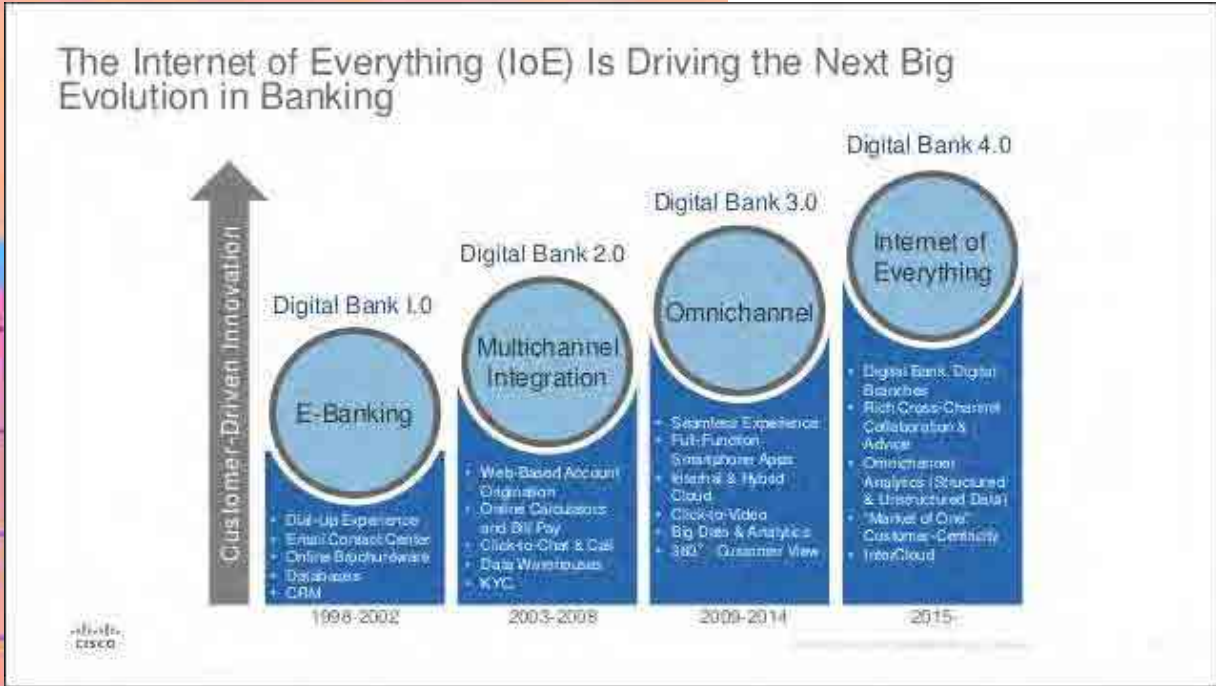 The Internet of Everything (IoE) Is Driving the Next Big
Evolution in Banking
Customer-Driven Innovation
Digital Bank 1.0
E-Banking
• Dial-Up Experience
• Email Contact Center
• Online Brochureware
• Databases
• CRM
1998-2002
Digital Bank 2.0
Multichannel
Integration
• Web-Based Account
Origination
• Online Calculators
and Bill Pay
• Click-to-Chat & Call
• Data Warehouses
• KYC
2003-2008
Digital Bank 3.0
Omnichannel
• Seamless Experience
• Full-Function
Smartphone Apps
• Internal & Hybrid
Cloud
• Click-to-Video
• Big Data & Analytics
• 360° Customer View
2009-2014
Digital Bank 4.0
Internet of
Everything
• Digital Bank, Digital
Branches
• Rich Cross-Channel
Collaboration &
Advice
• Omnichannel
Analytics (Structured
& Unstructured Data)
• "Market of One"
Customer-Centricity
• InterCloud
2015-
CISCO